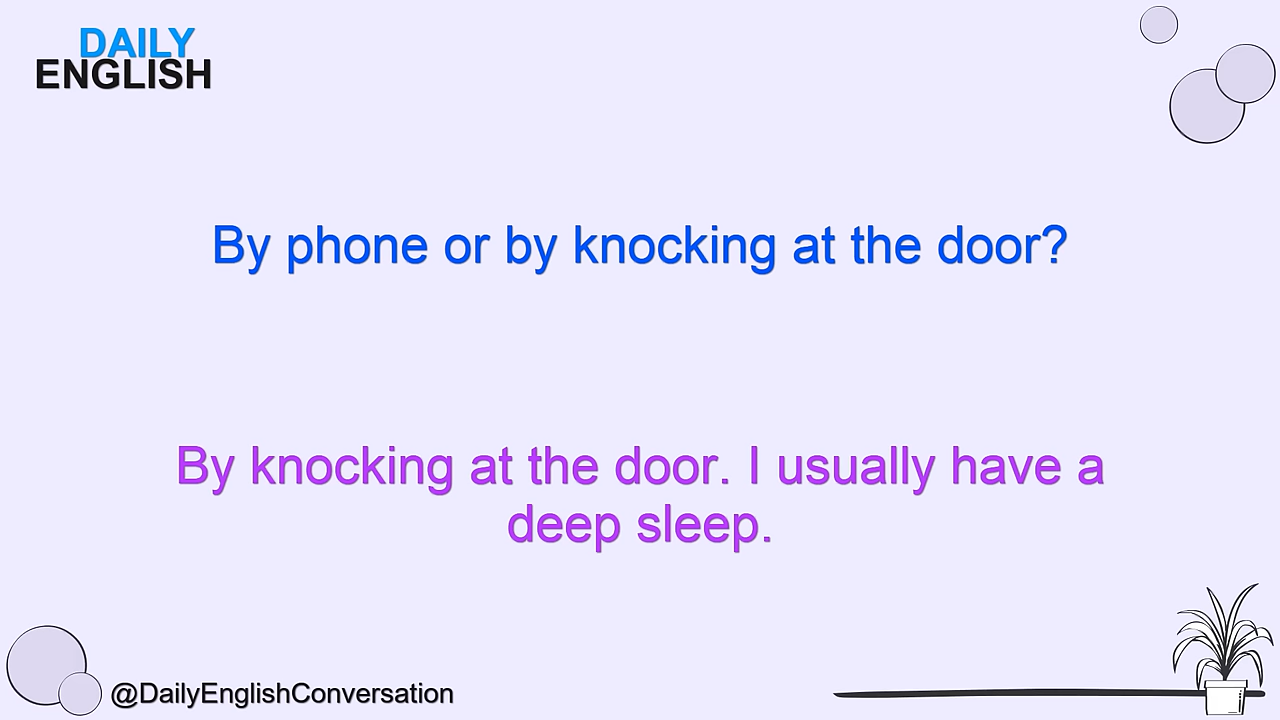 DAILY
ENGLISH
By phone or by knocking at the door?
By knocking at the door. I usually have a
deep sleep.
@DailyEnglishConversation